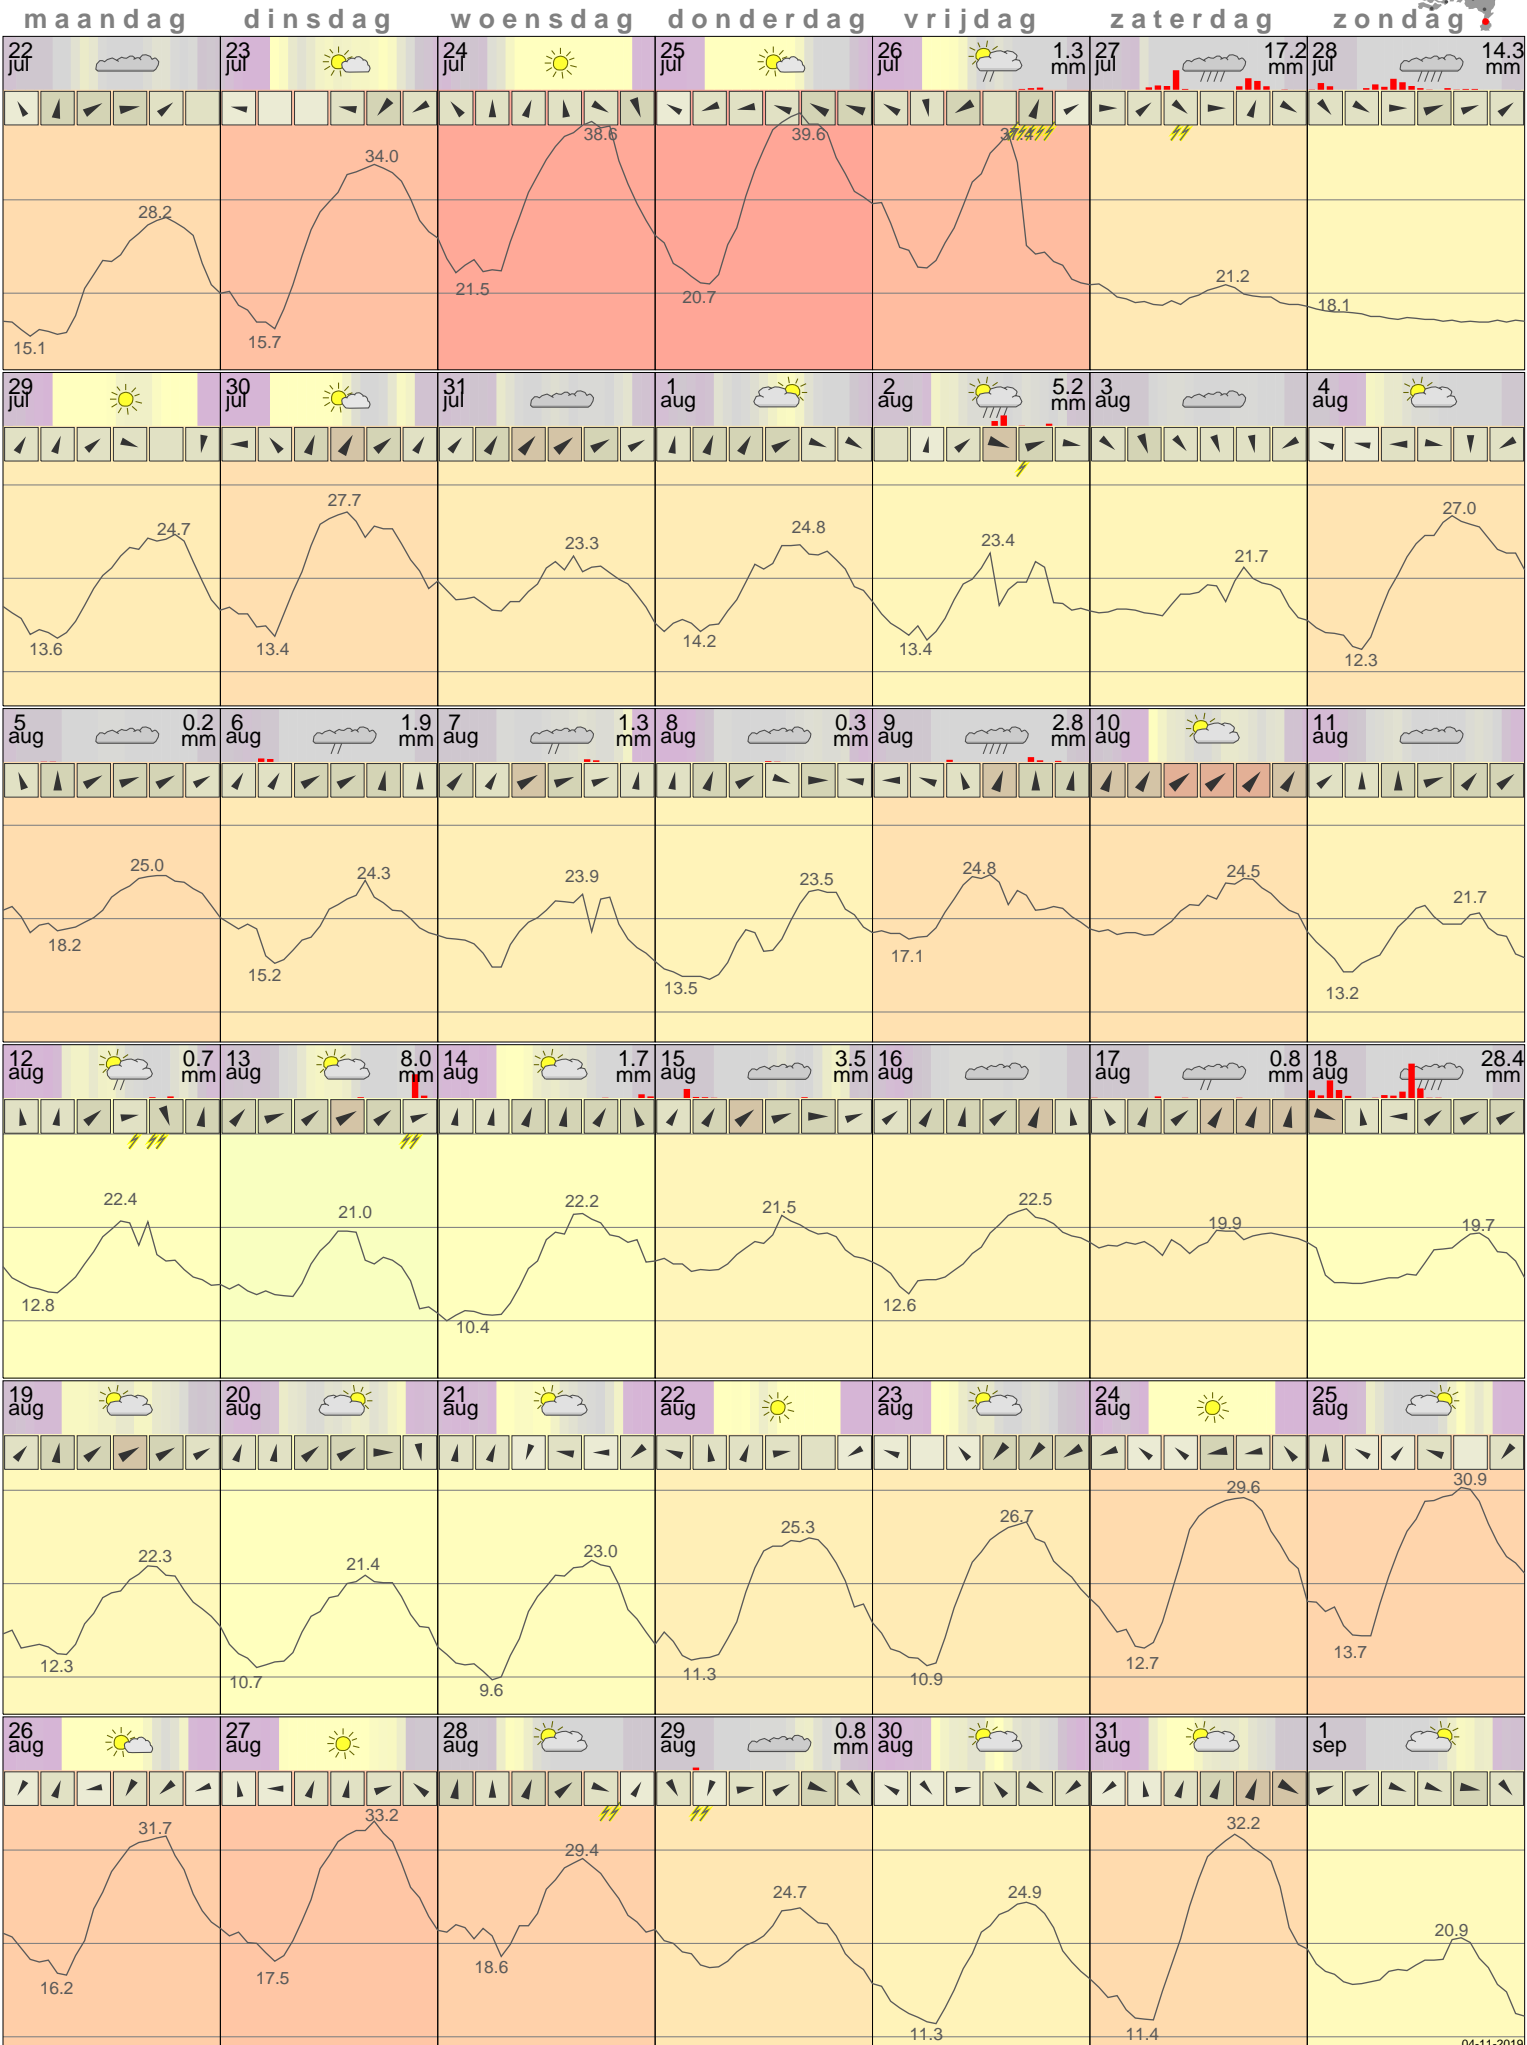 maandag dinsdag woensdag donderdag vrijdag zaterdag zondag
22 23 24 25 26 1.3 27 17.2 28 14.3
jul jul jul jul jul mm jul mm jul mm
38.6 39.6 37.4
34.0
28.2
21.5 20.7 21.2 18.1
15.1 15.7
29 30 31 1 2 5.2 3 4
jul jul jul aug aug mm aug aug
24.7 27.7 23.3 24.8 23.4 21.7 27.0
13.6 13.4 14.2 13.4 12.3
5 0.2 6 1.9 7 1.3 8 0.3 9 2.8 10 11
aug mm aug mm aug mm aug mm aug mm aug aug
25.0 24.3 23.9 23.5 24.8 24.5 21.7
18.2 15.2 13.5 17.1 13.2
12 0.7 13 8.0 14 1.7 15 3.5 16 17 0.8 18 28.4
aug mm aug mm aug mm aug mm aug aug mm aug mm
22.4 21.0 22.2 21.5 22.5 19.9 19.7
12.8 10.4 12.6
19 20 21 22 23 24 25
aug aug aug aug aug aug aug
22.3 21.4 23.0 25.3 26.7 29.6 30.9
12.3 10.7 9.6 11.3 10.9 12.7 13.7
26 27 28 29 0.8 30 31 1
aug aug aug aug mm aug aug sep
31.7 33.2 29.4 24.7 24.9 32.2 20.9
16.2 17.5 18.6 11.3 11.4
04-11-2019